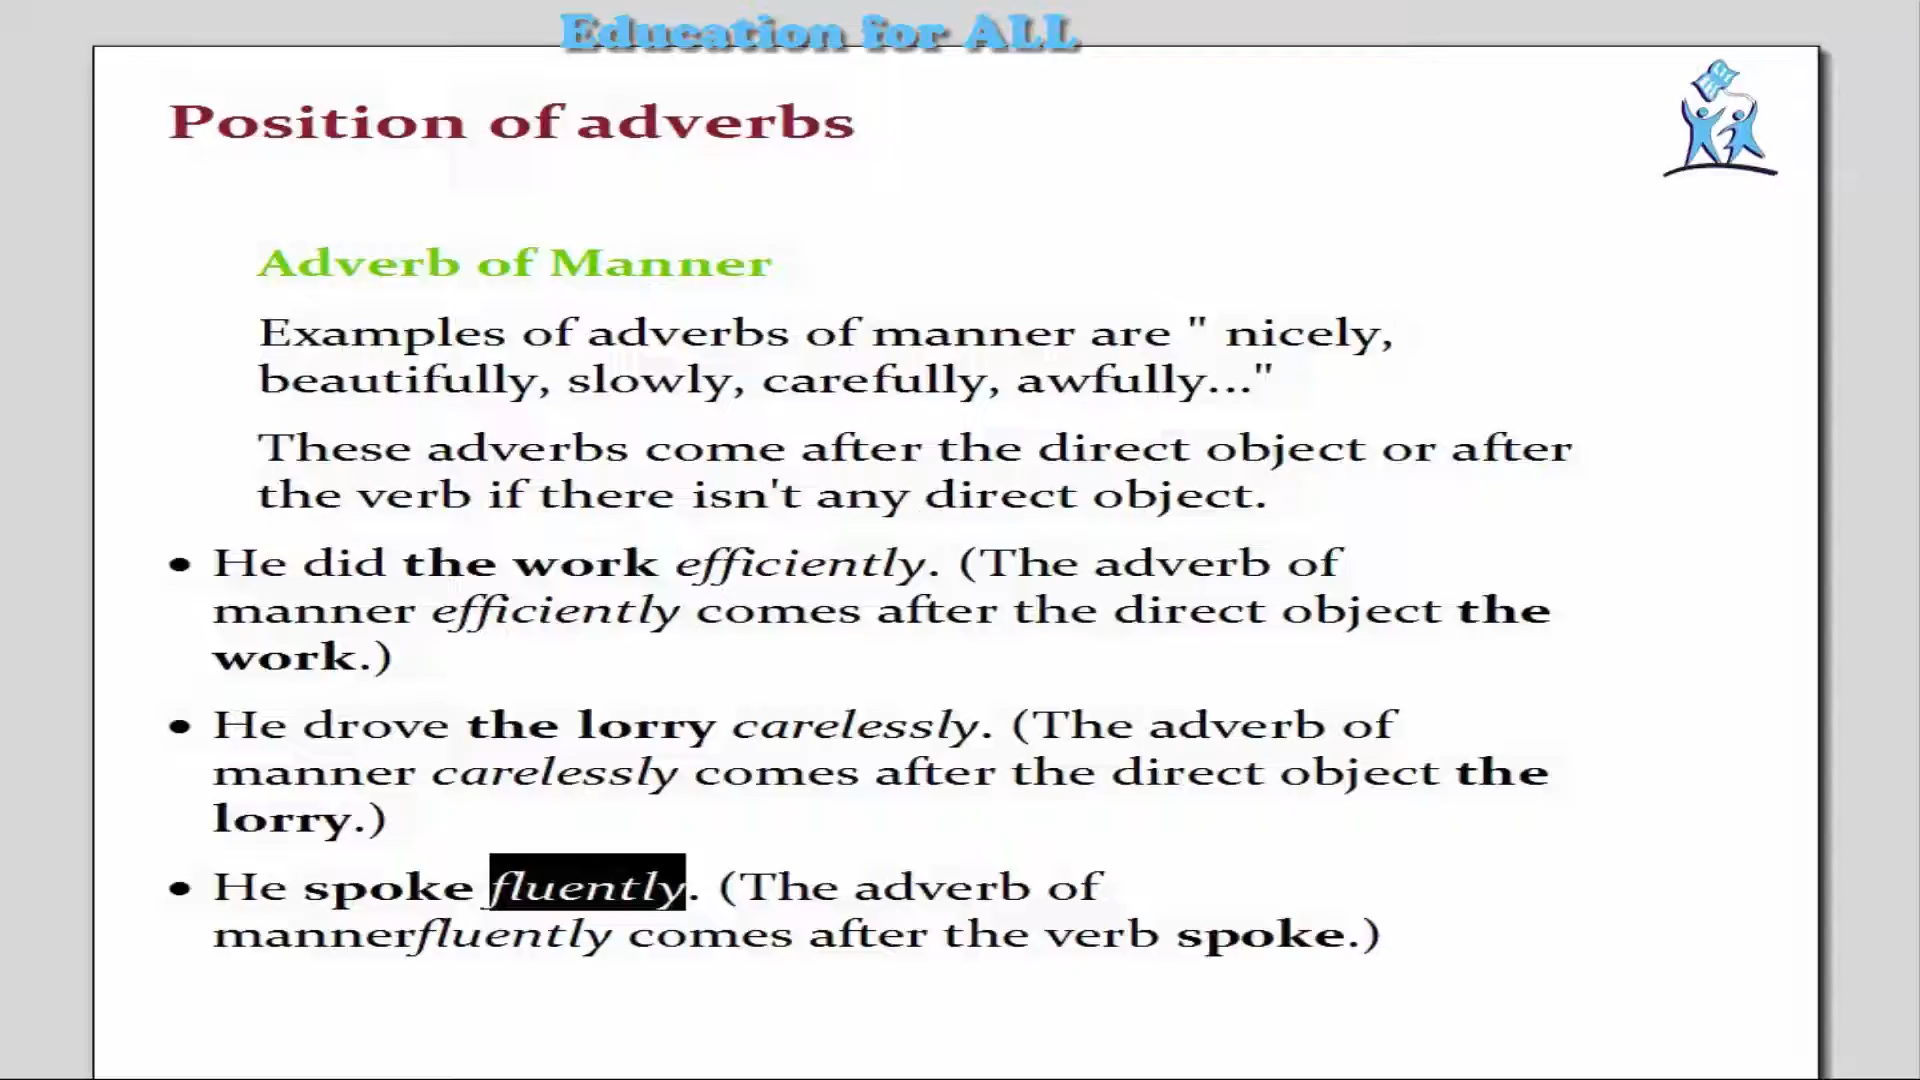 Education for ALL
Position of adverbs
Adverb of Manner
Examples of adverbs of manner are " nicely,
beautifully, slowly, carefully, awfully..."
These adverbs come after the direct object or after
the verb if there isn't any direct object.
• He did the work efficiently. (The adverb of
manner efficiently comes after the direct object the
work.)
• He drove the lorry carelessly. (The adverb of
manner carelessly comes after the direct object the
lorry.)
• He spoke fluently. (The adverb of
mannerfluently comes after the verb spoke.)